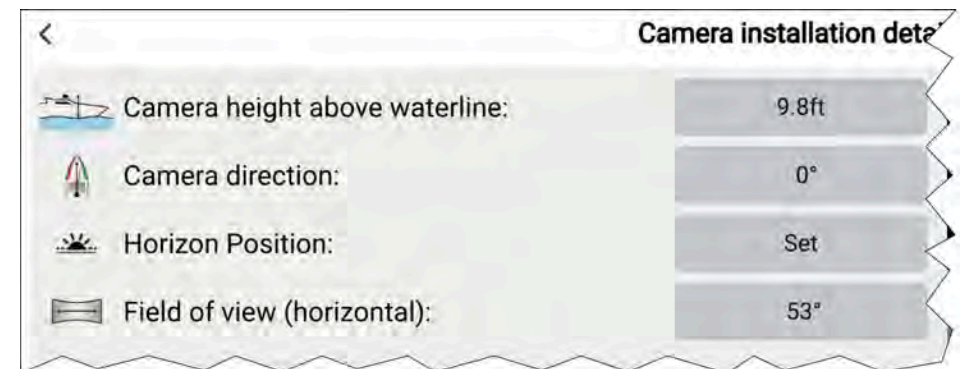 Camera installation
Camera height above waterline: 9.8ft
Camera direction: 0°
Horizon Position: Set
Field of view (horizontal): 53°